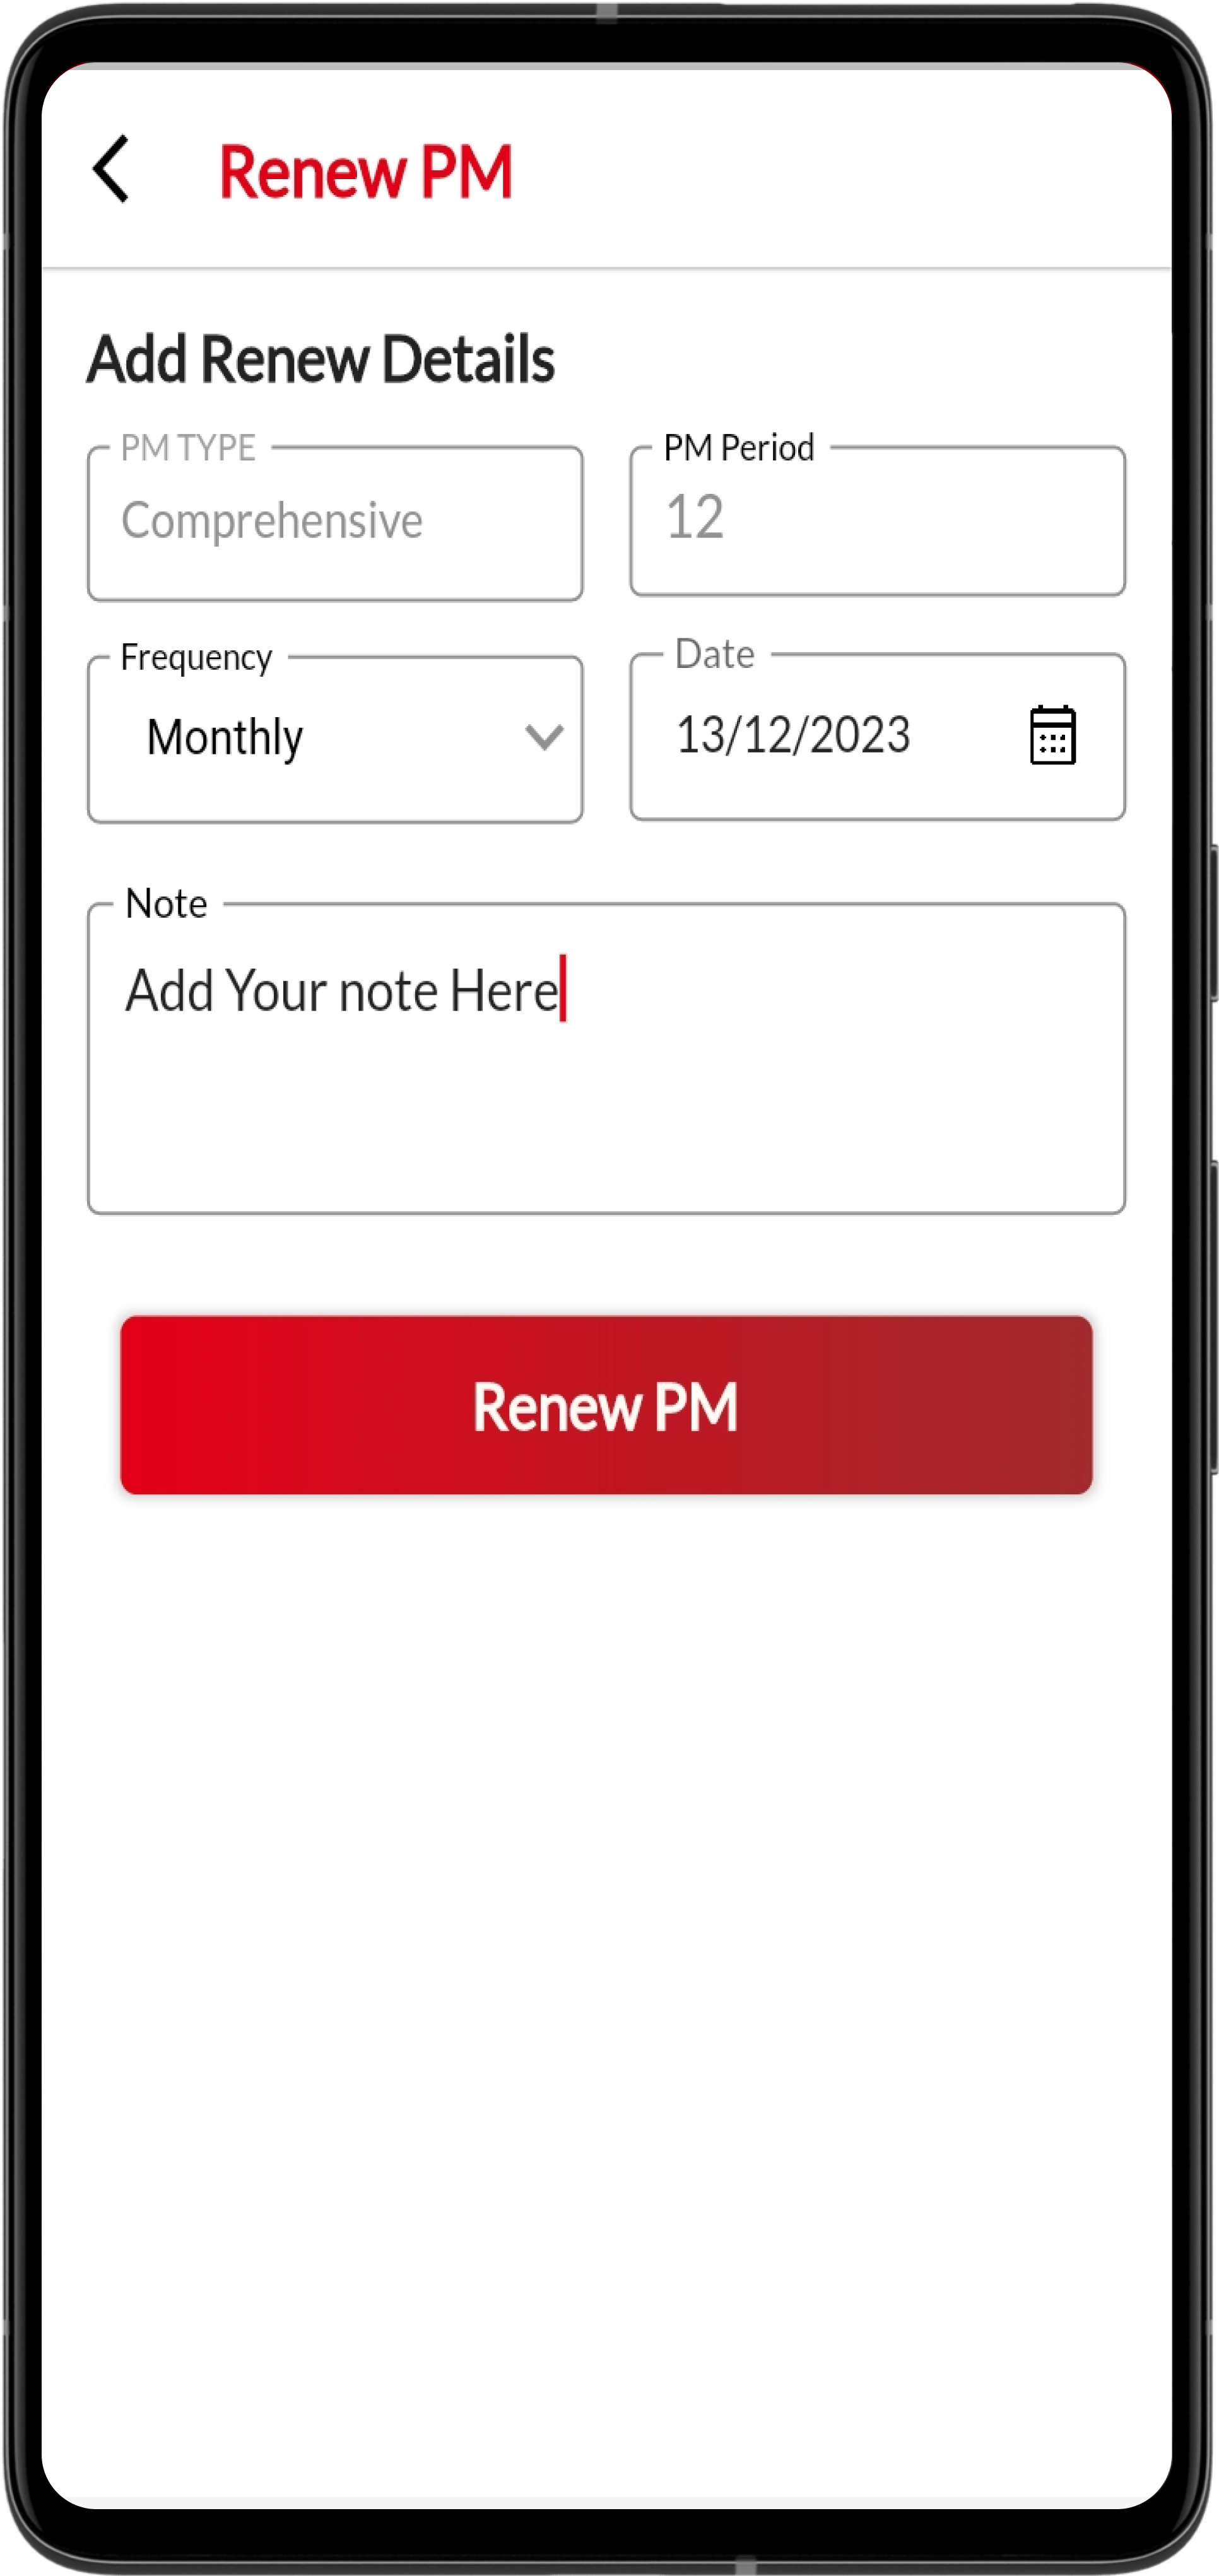 Renew PM
Add Renew Details
PM TYPE
Comprehensive
PM Period
12
Frequency
Monthly
Date
13/12/2023
Note
Add Your note Here
Renew PM